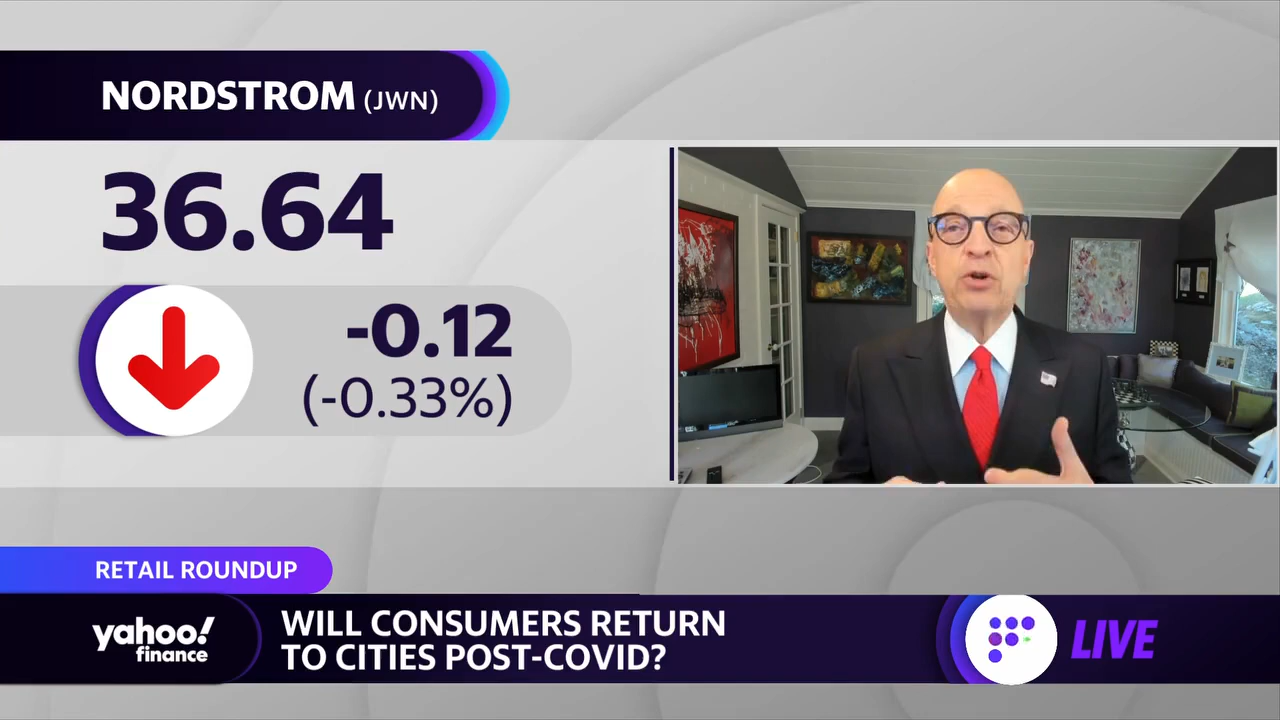 NORDSTROM (JWN)
36.64
-0.12
(-0.33%)
RETAIL ROUNDUP
yahoo!
finance
WILL CONSUMERS RETURN
TO CITIES POST-COVID?
LIVE